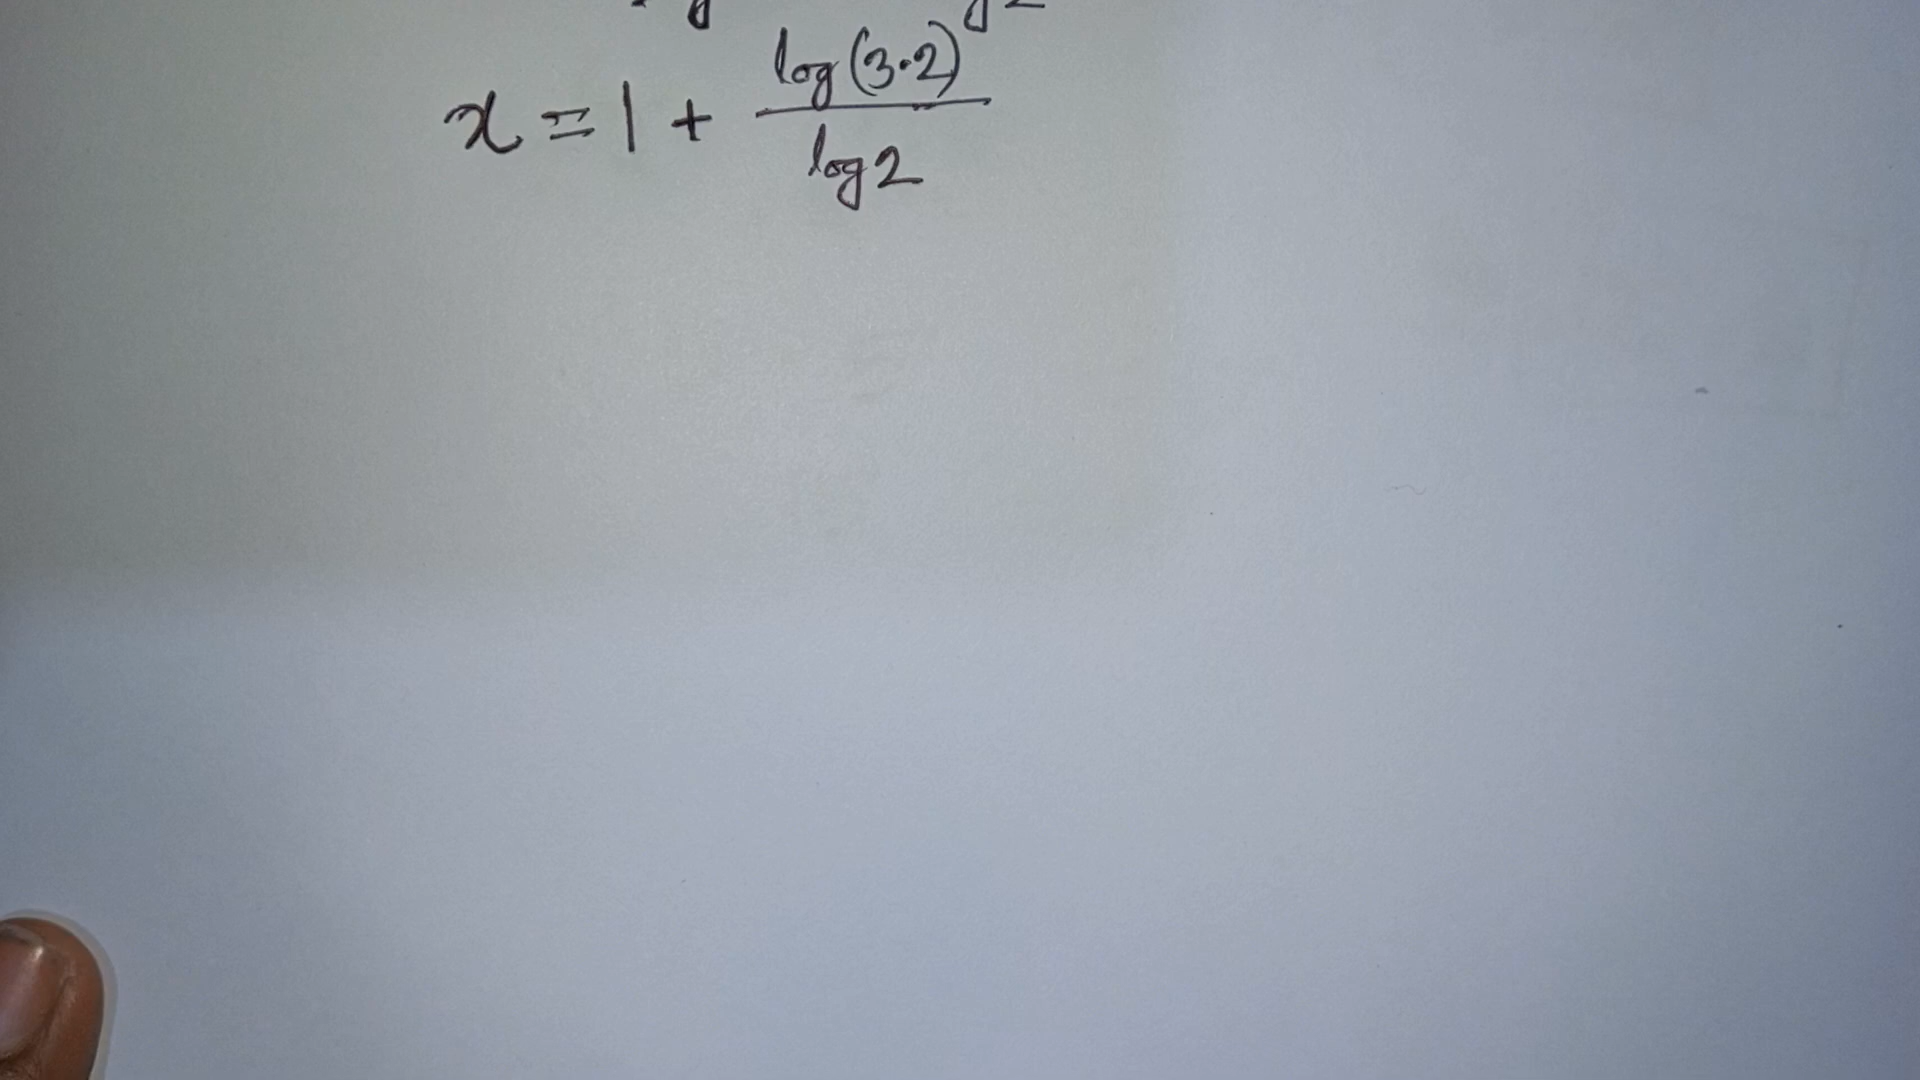 x = 1 + log(3·2) / log 2